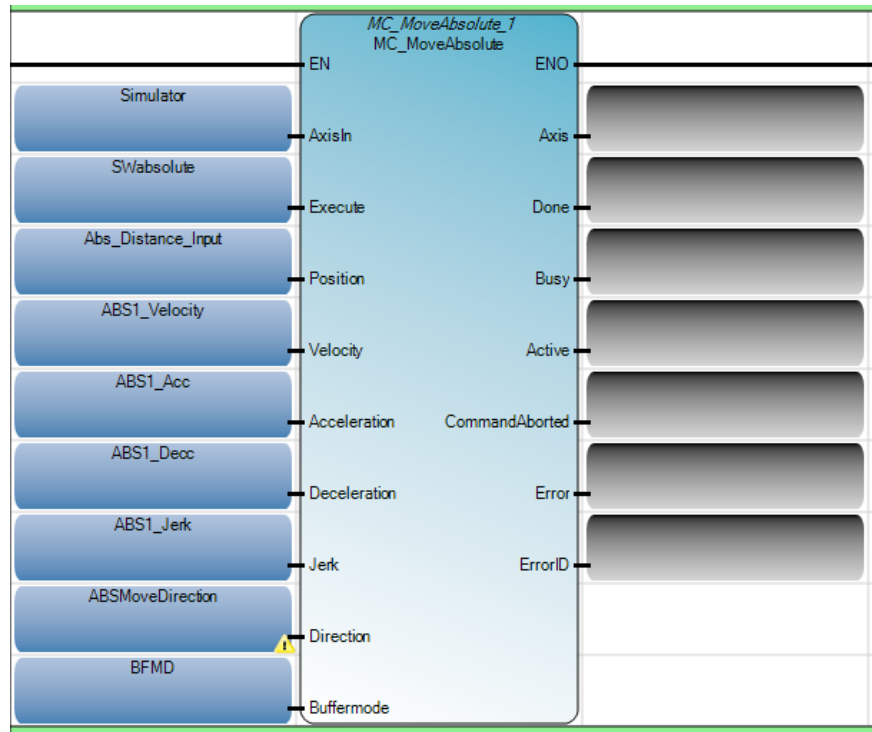 MC_MoveAbsolute_1
MC_MoveAbsolute
EN ENO
Simulator
AxisIn Axis
SWabsolute
Execute Done
Abs_Distance_Input
Position Busy
ABS1_Velocity
Velocity Active
ABS1_Acc
Acceleration CommandAborted
ABS1_Decc
Deceleration Error
ABS1_Jerk
Jerk ErrorID
ABSMoveDirection
Direction
BFMD
Buffermode